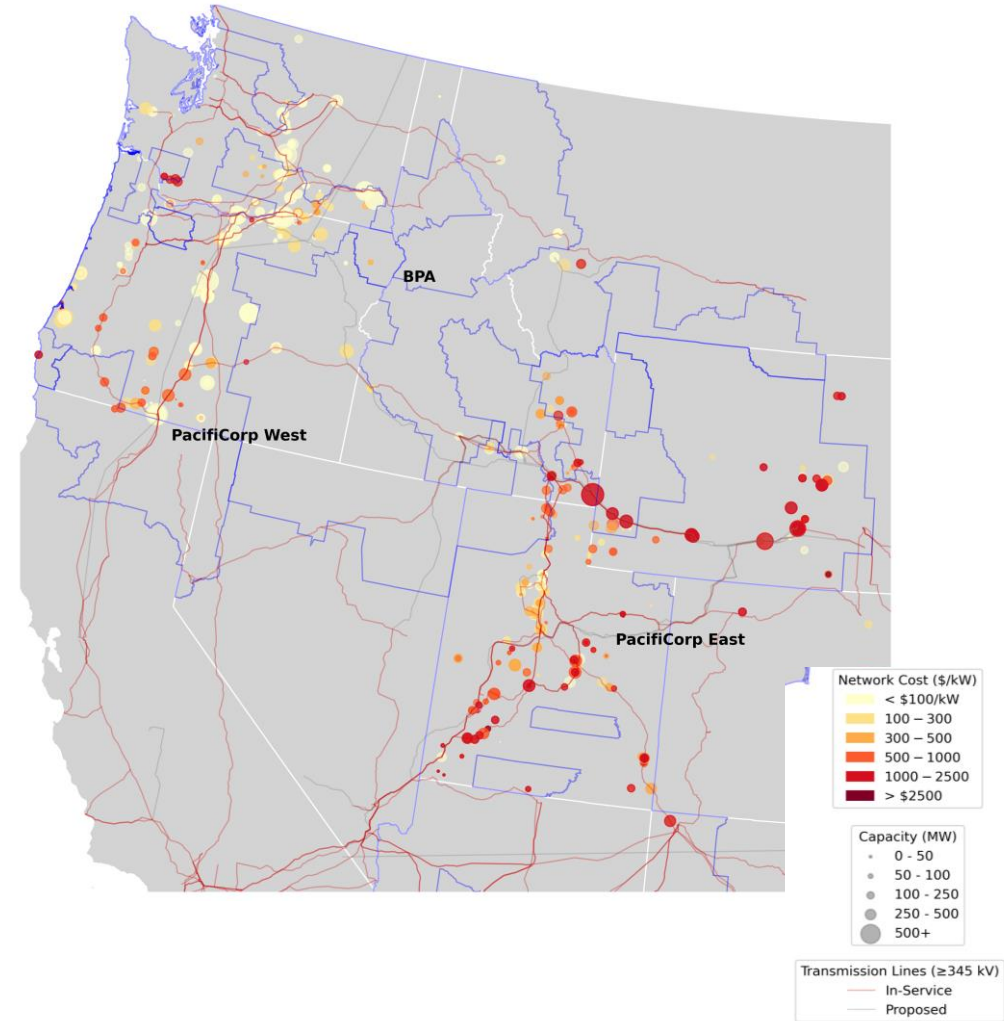 BPA
PacifiCorp West
PacifiCorp East
Network Cost ($/kW)
< $100/kW
100 − 300
300 − 500
500 − 1000
1000 − 2500
> $2500
Capacity (MW)
0 - 50
50 - 100
100 - 250
250 - 500
500+
Transmission Lines (≥345 kV)
In-Service
Proposed